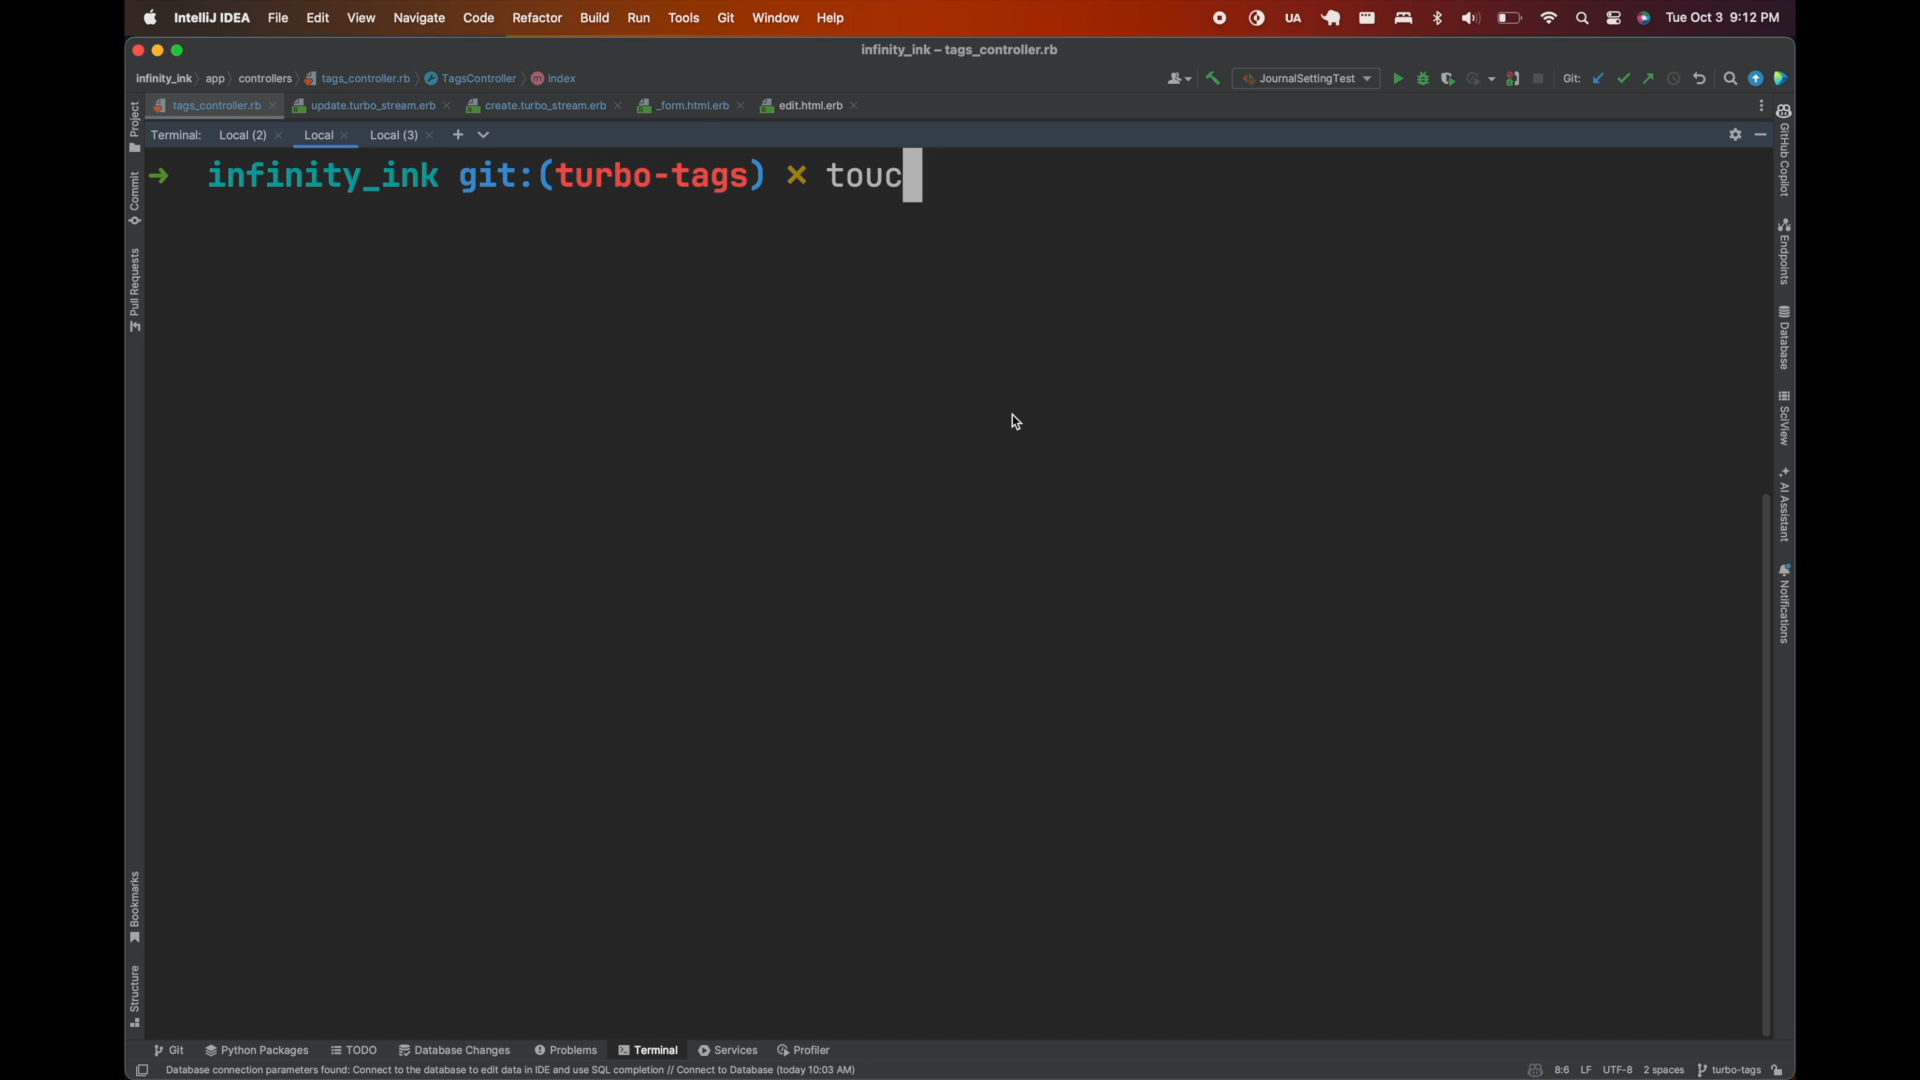 IntelliJ IDEA File Edit View Navigate Code Refactor Build Run Tools Git Window Help UA Tue Oct 3 9:12 PM
infinity_ink – tags_controller.rb
infinity_ink app controllers tags_controller.rb TagsController m index JournalSettingTest Git:
tags_controller.rb update.turbo_stream.erb create.turbo_stream.erb _form.html.erb edit.html.erb
Terminal: Local (2) Local Local (3)
➜ infinity_ink git:(turbo-tags) × touc
Project
Commit
Pull Requests
Bookmarks
Structure
GitHub Copilot
Endpoints
Database
SciView
AI Assistant
Notifications
Git Python Packages TODO Database Changes Problems Terminal Services Profiler
Database connection parameters found: Connect to the database to edit data in IDE and use SQL completion // Connect to Database (today 10:03 AM) 8:6 LF UTF-8 2 spaces turbo-tags